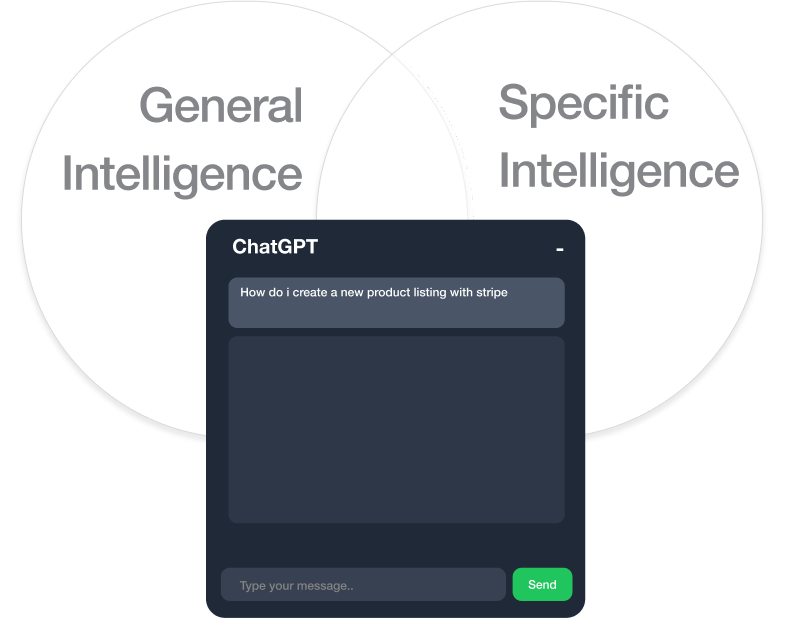 General
Intelligence
Specific
Intelligence
ChatGPT
-
How do i create a new product listing with stripe
Type your message..
Send